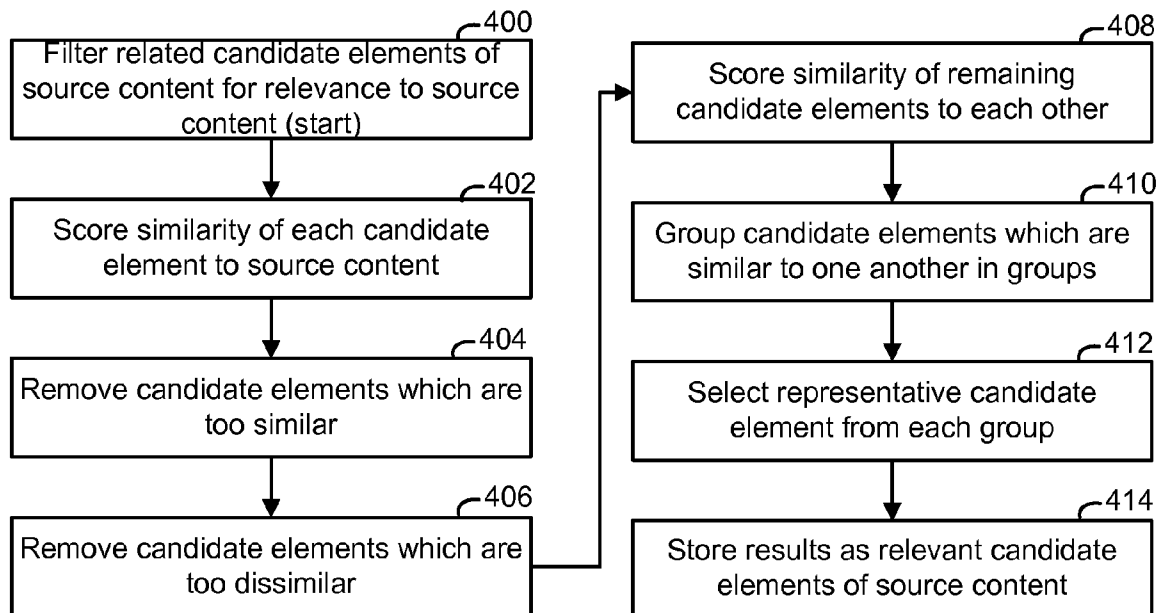 400
Filter related candidate elements of
source content for relevance to source
content (start)
402
Score similarity of each candidate
element to source content
404
Remove candidate elements which are
too similar
406
Remove candidate elements which are
too dissimilar
408
Score similarity of remaining
candidate elements to each other
410
Group candidate elements which are
similar to one another in groups
412
Select representative candidate
element from each group
414
Store results as relevant candidate
elements of source content